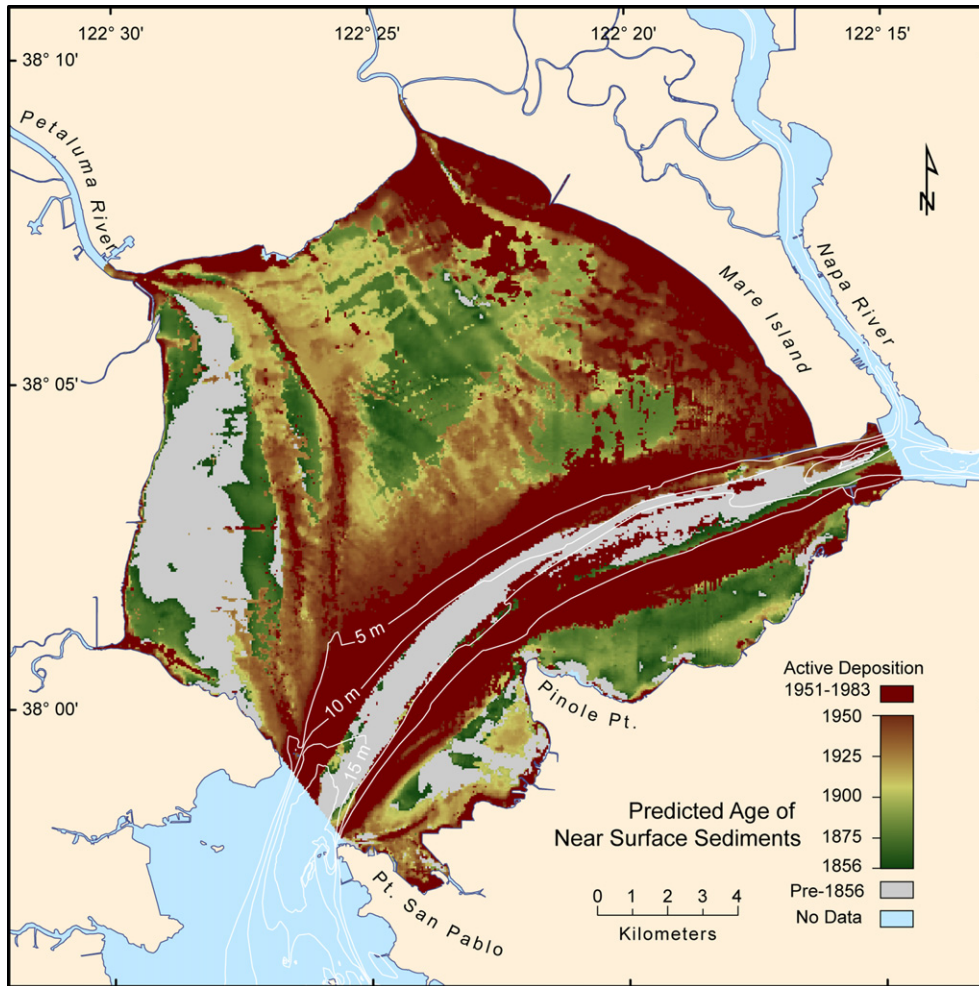 122° 30'
122° 25'
122° 20'
122° 15'
38° 10'
Petaluma River
N
Napa River
Mare Island
38° 05'
5 m
10 m
15 m
38° 00'
Pinole Pt.
Pt. San Pablo
Active Deposition
1951-1983
1950
1925
1900
1875
1856
Pre-1856
No Data
Predicted Age of
Near Surface Sediments
0 1 2 3 4
Kilometers